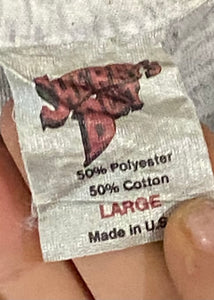 50% Polyester
50% Cotton
LARGE
Made in U.S